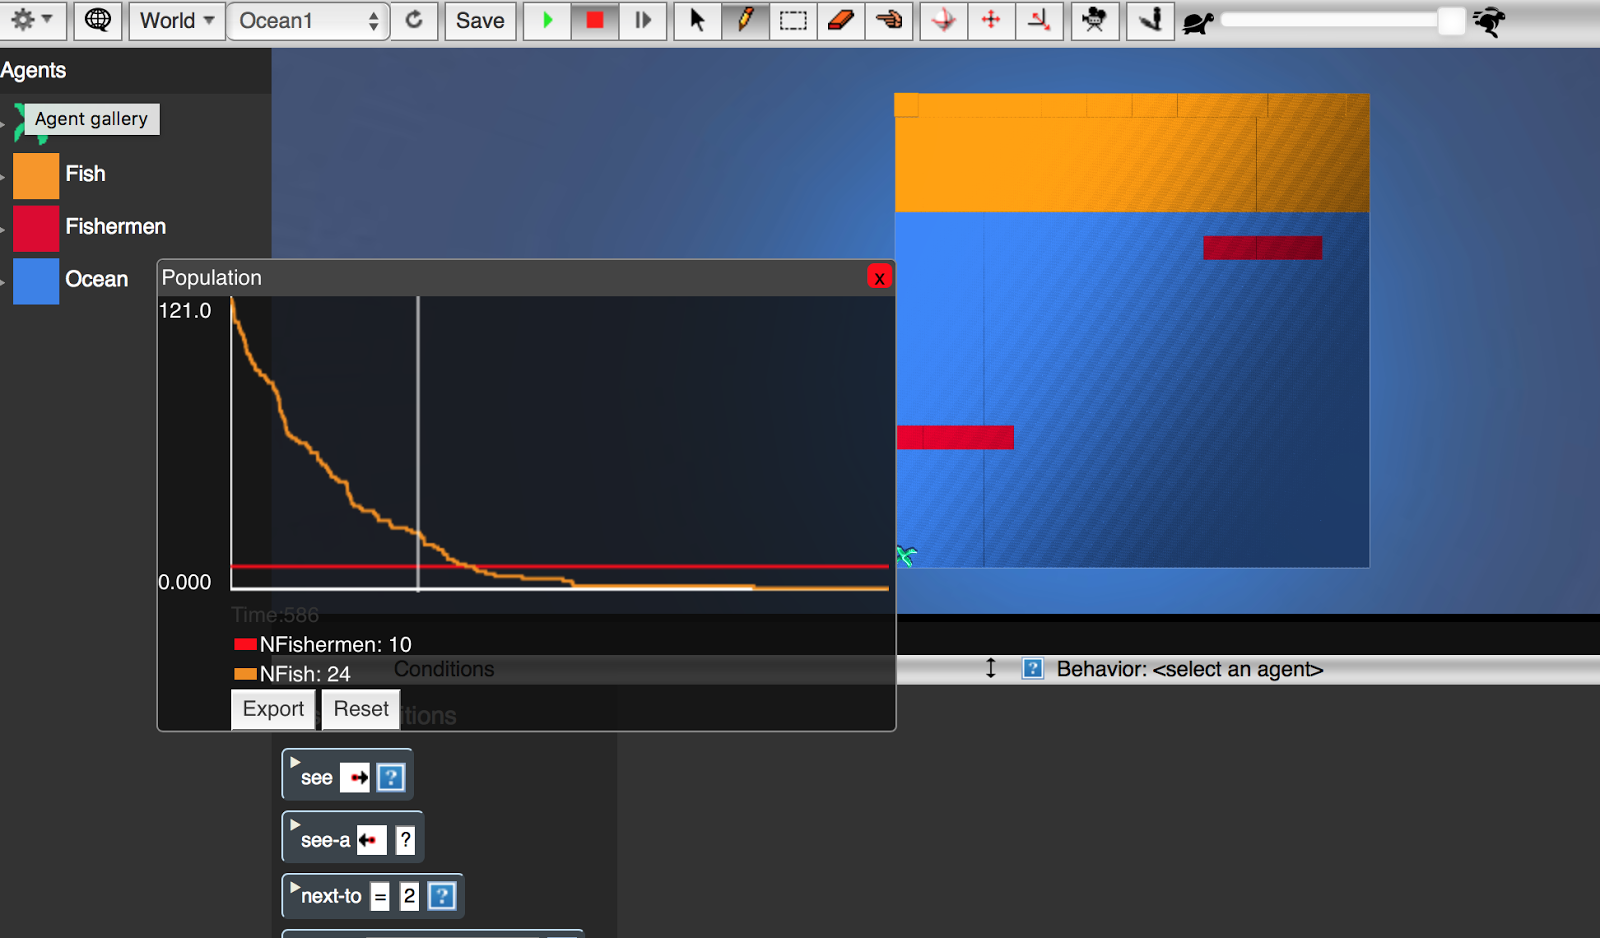 World
Ocean1
Save
Agents
Agent gallery
Fish
Fishermen
Ocean
Population
x
121.0
0.000
Time:586
NFishermen: 10
NFish: 24
Conditions
? Behavior: <select an agent>
Export
Reset
see ?
see-a ?
next-to = 2 ?